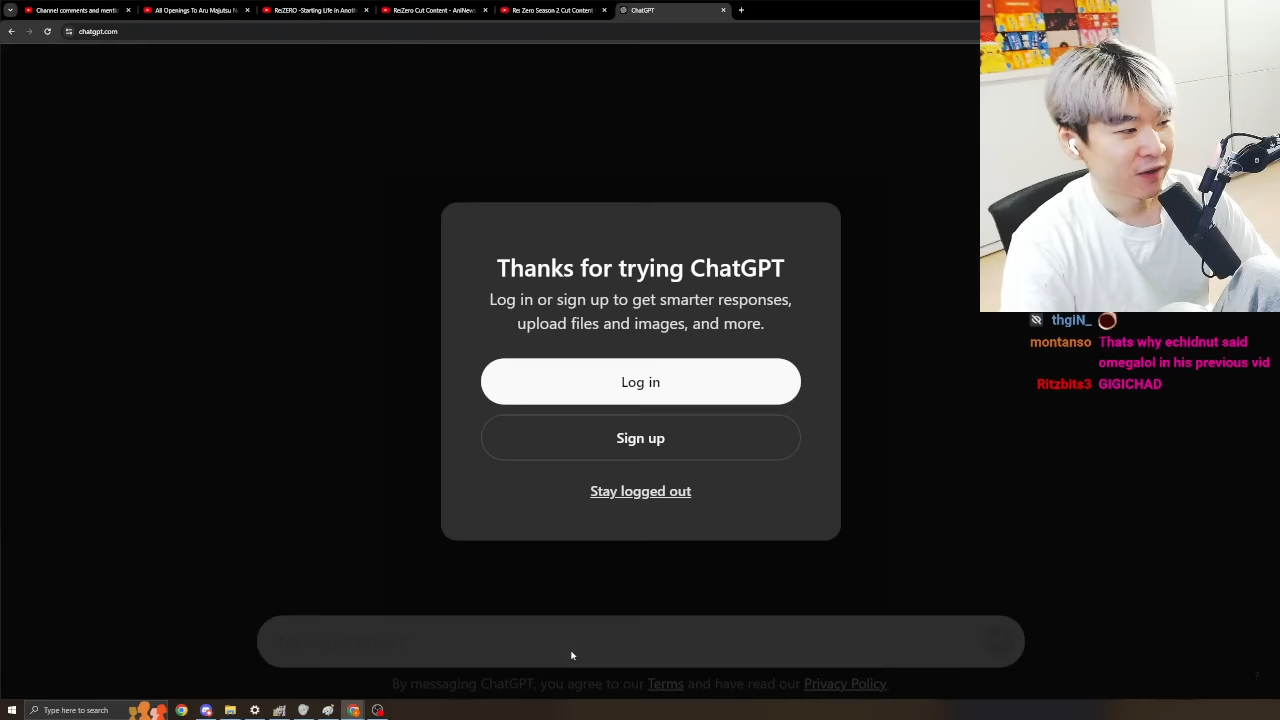 Channel comments and mentio
All Openings To Aru Majutsu N
Re:ZERO -Starting Life in Anoth
ReZero Cut Content - AniNews
Re: Zero Season 2 Cut Content
ChatGPT
chatgpt.com
Thanks for trying ChatGPT
Log in or sign up to get smarter responses,
upload files and images, and more.
Log in
Sign up
Stay logged out
By messaging ChatGPT, you agree to our Terms and have read our Privacy Policy.
?
thgiN_
montanso Thats why echidnut said
omegalol in his previous vid
Ritzbits3 GIGICHAD
Type here to search